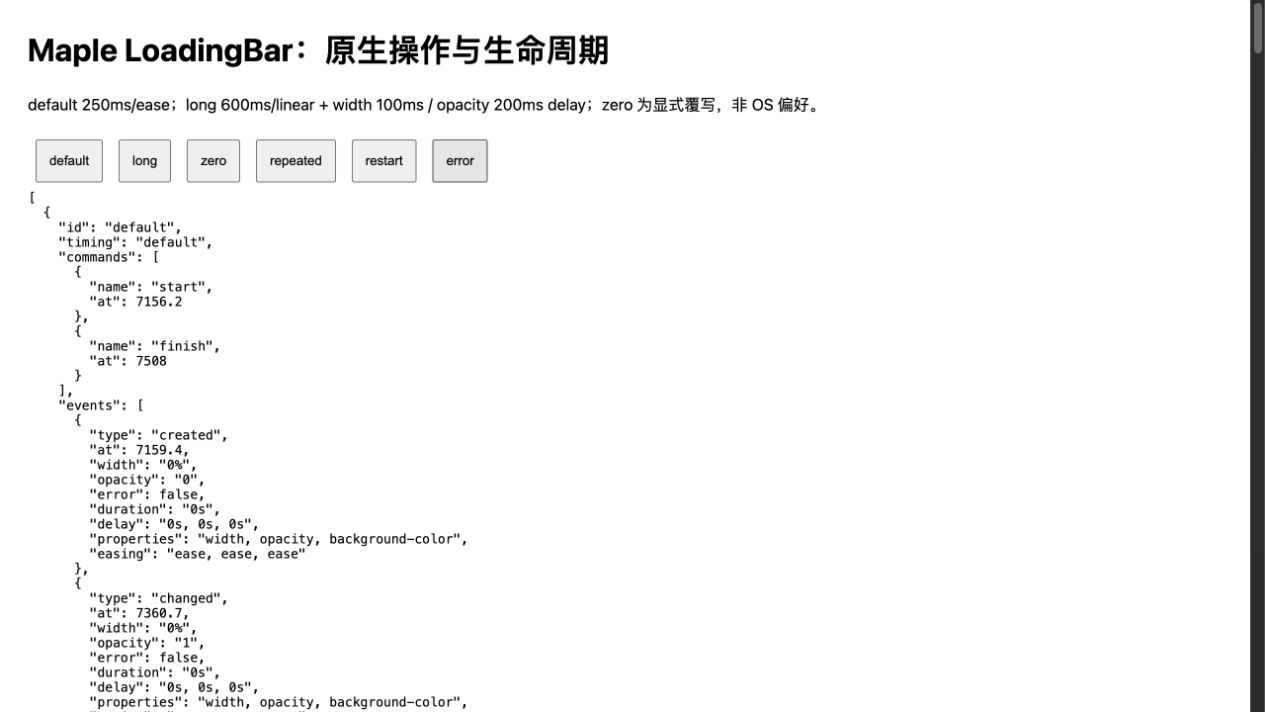 Maple LoadingBar：原生操作与生命周期
default 250ms/ease；long 600ms/linear + width 100ms / opacity 200ms delay；zero 为显式覆写，非 OS 偏好。
default long zero repeated restart error
[
  {
    "id": "default",
    "timing": "default",
    "commands": [
      {
        "name": "start",
        "at": 7156.2
      },
      {
        "name": "finish",
        "at": 7508
      }
    ],
    "events": [
      {
        "type": "created",
        "at": 7159.4,
        "width": "0%",
        "opacity": "0",
        "error": false,
        "duration": "0s",
        "delay": "0s, 0s, 0s",
        "properties": "width, opacity, background-color",
        "easing": "ease, ease, ease"
      },
      {
        "type": "changed",
        "at": 7360.7,
        "width": "0%",
        "opacity": "1",
        "error": false,
        "duration": "0s",
        "delay": "0s, 0s, 0s",
        "properties": "width, opacity, background-color",